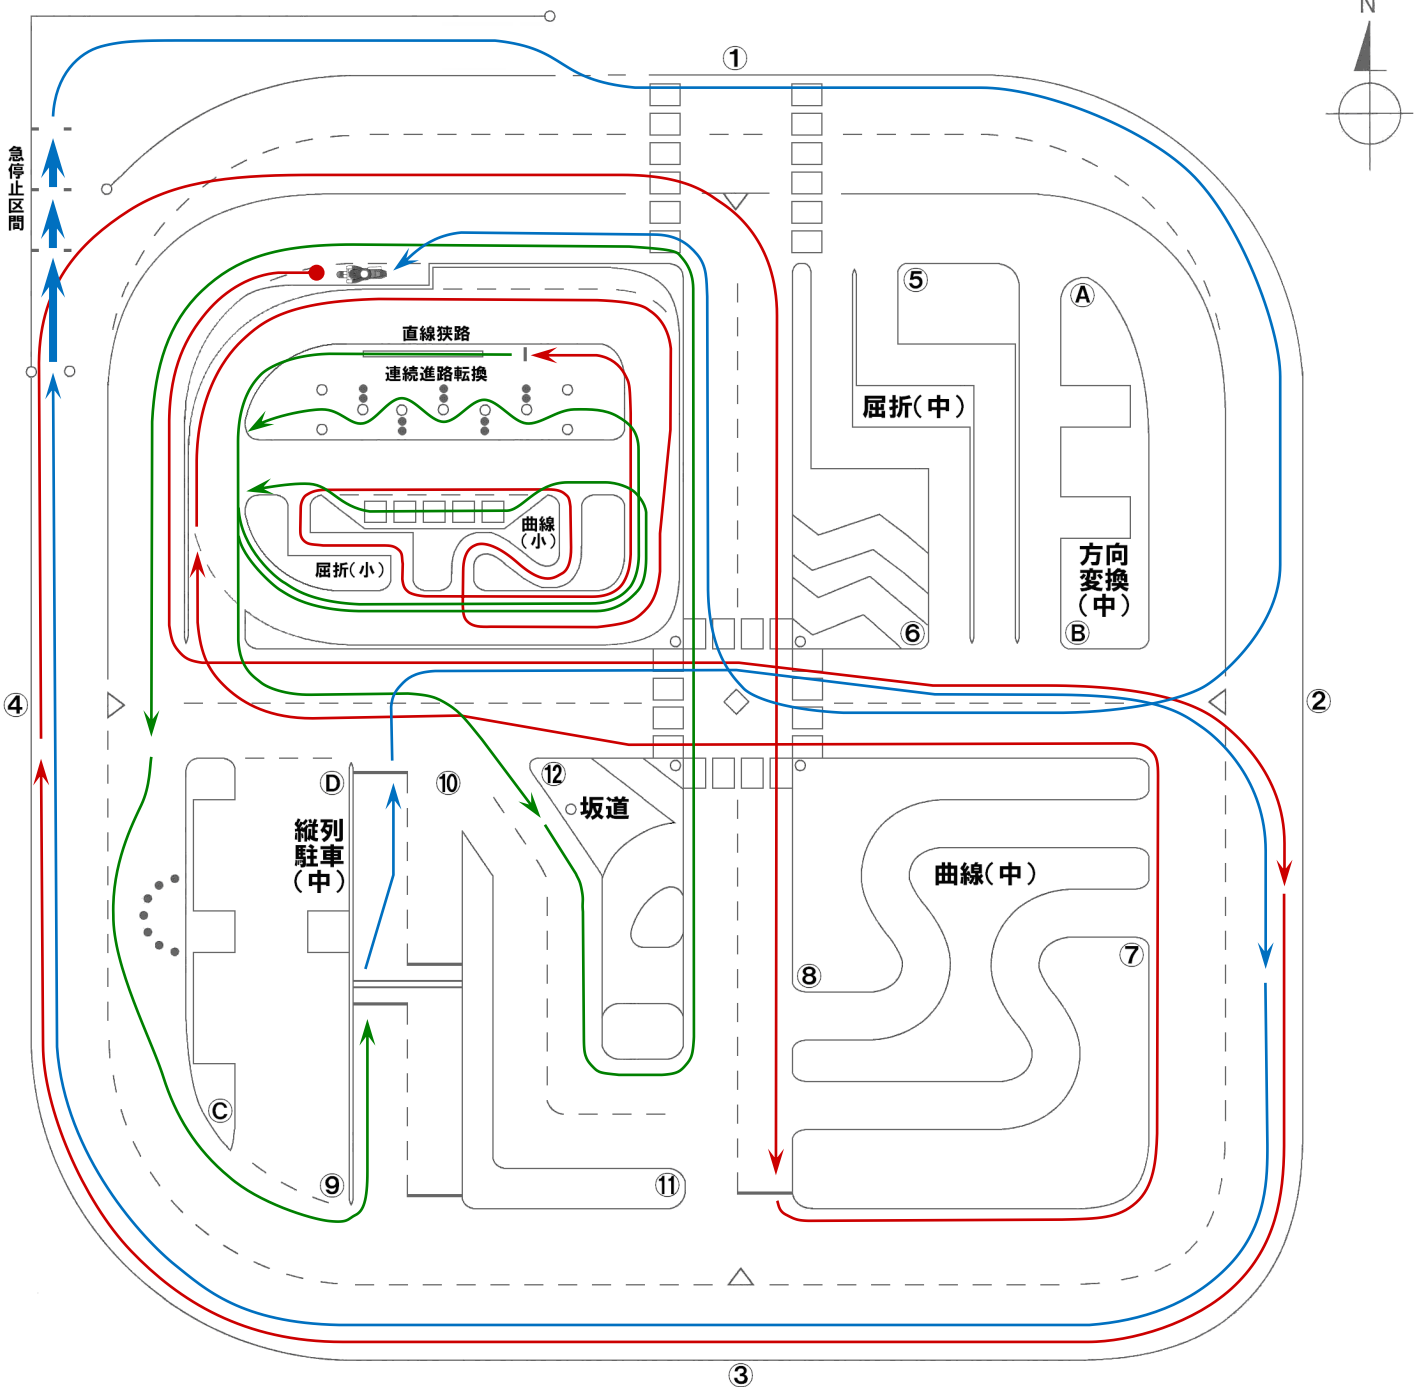 N
①
急停止区間
⑤
Ⓐ
直線狭路
連続進路転換
屈折(中)
曲線
(小)
屈折(小)
方向
変換
(中)
⑥
Ⓑ
④
②
Ⓓ
⑩
⑫
坂道
縦列
駐車
(中)
曲線(中)
⑦
⑧
Ⓒ
⑨
⑪
③